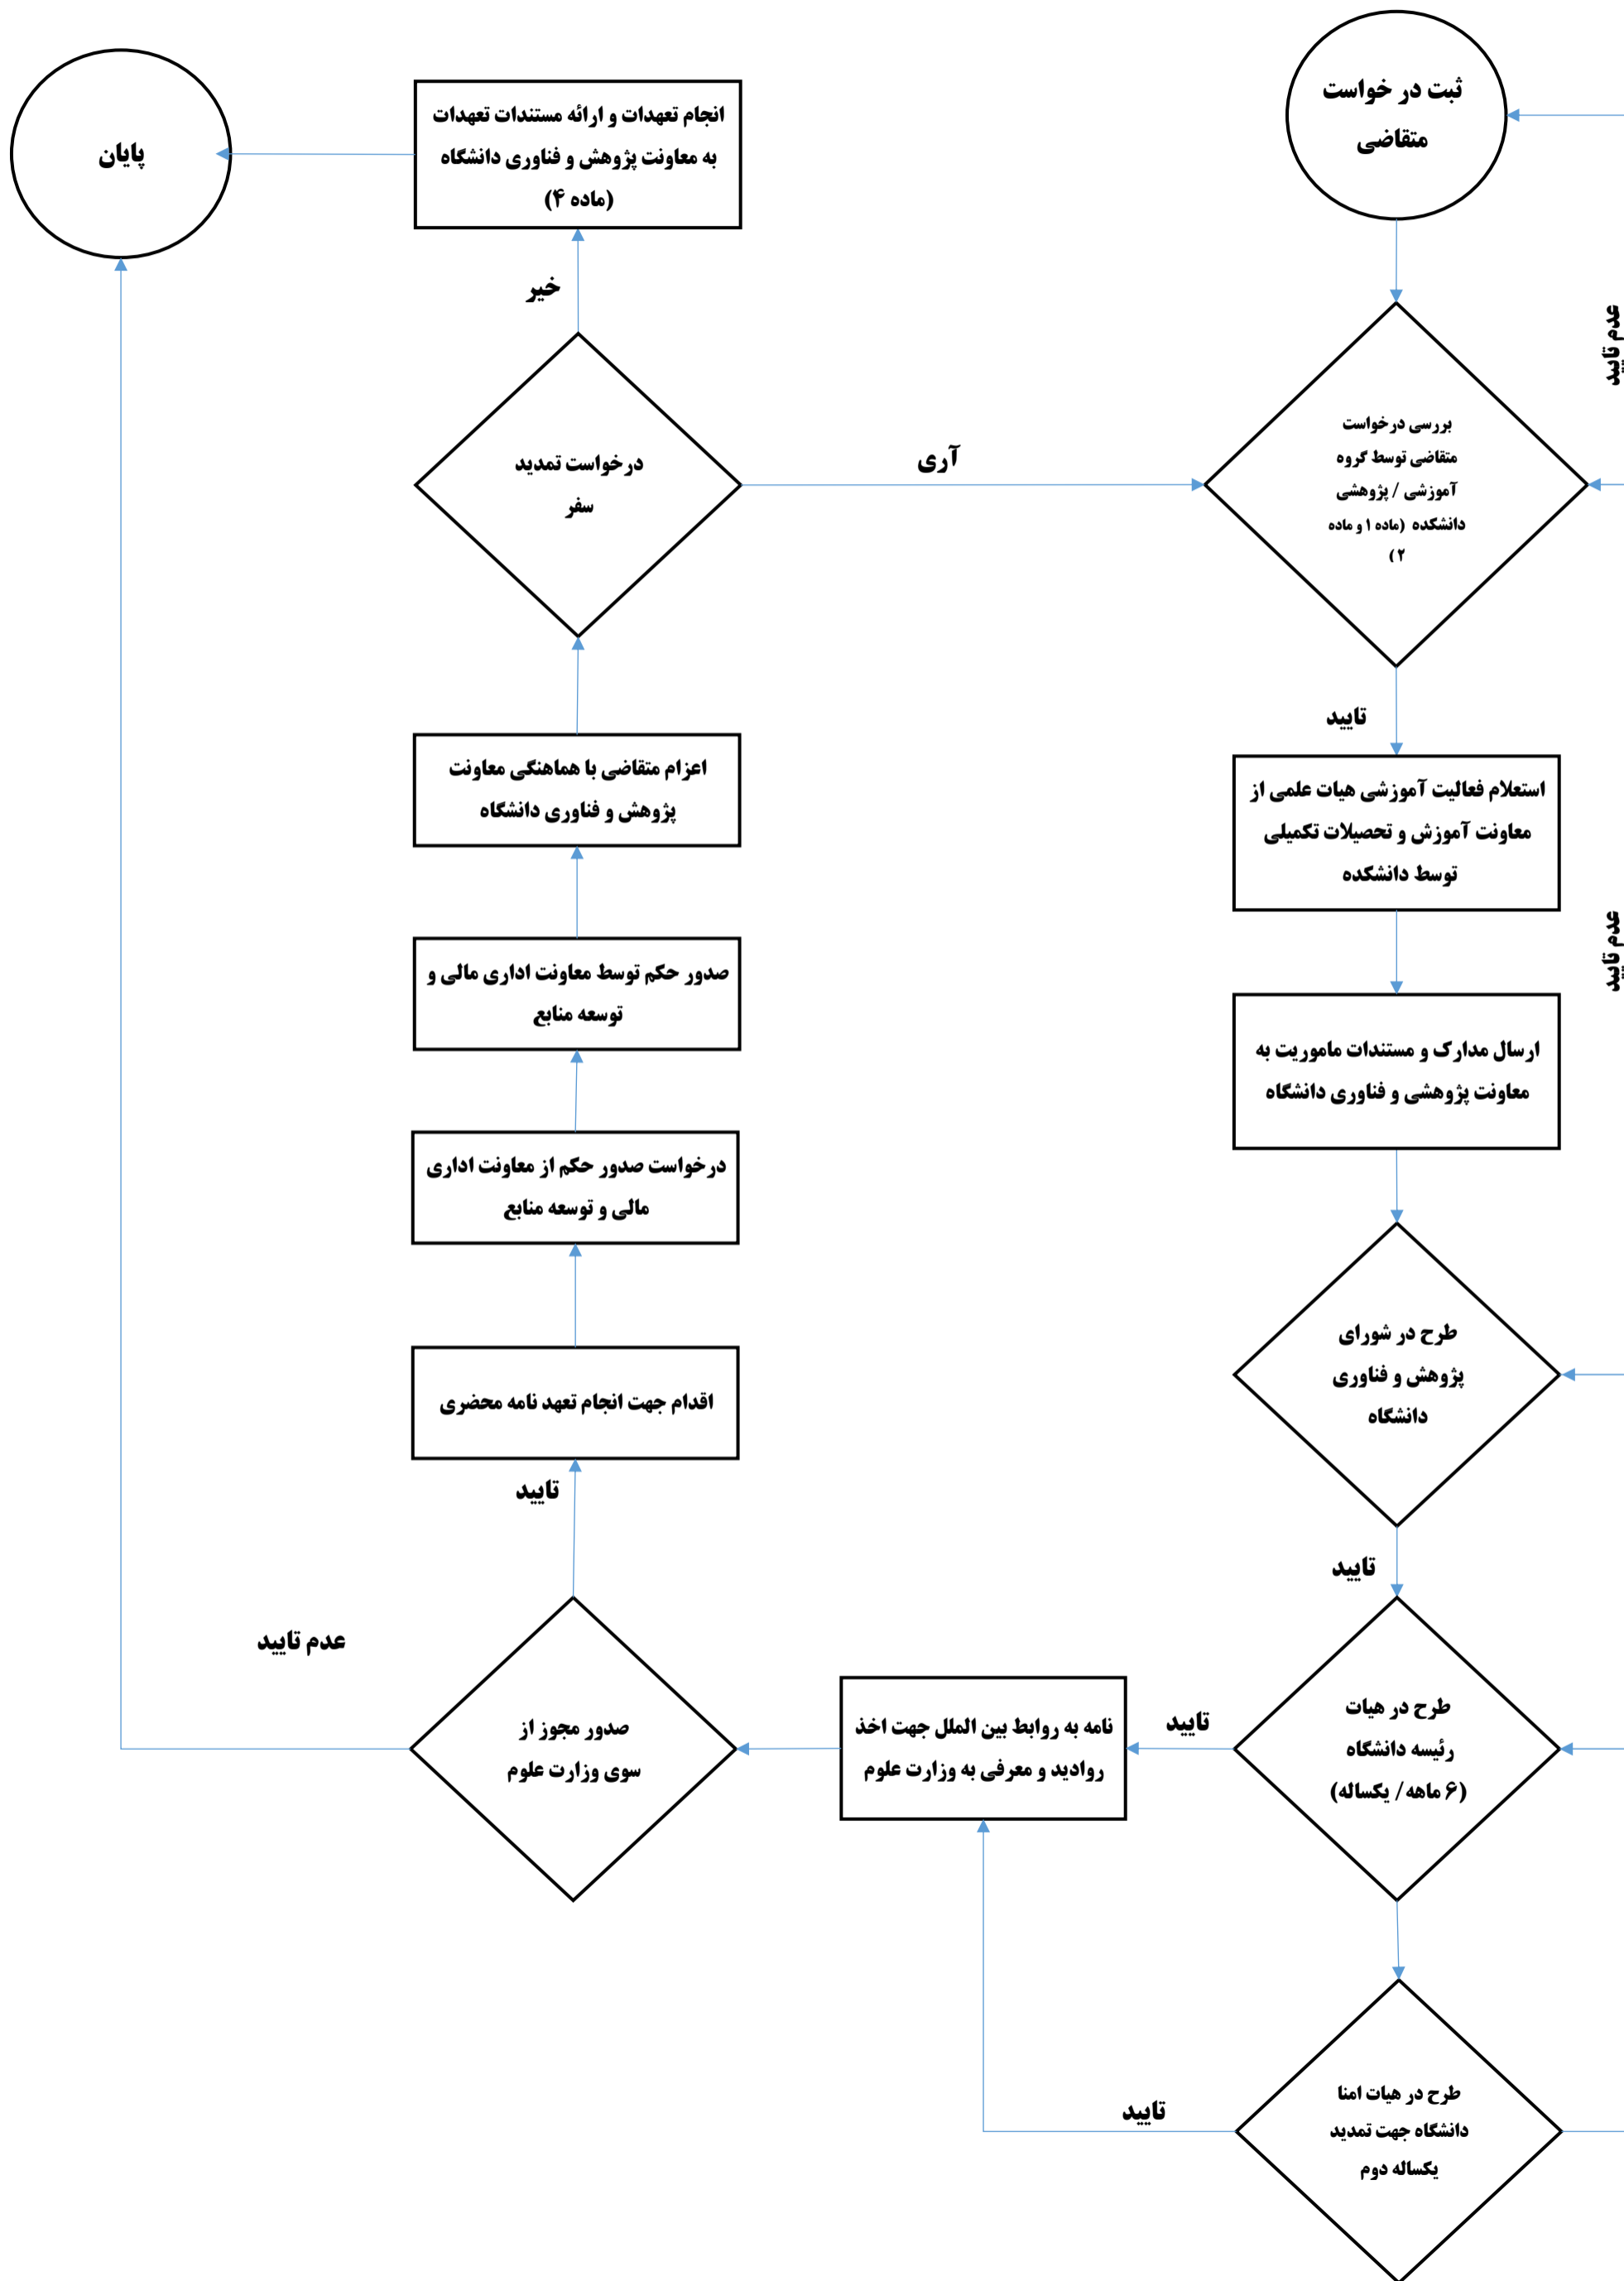 ثبت در خواست
متقاضی
عدم تایید
بررسی درخواست
متقاضی توسط گروه
آموزشی / پژوهشی
دانشکده (ماده ۱ و ماده
۲ )
تایید
استعلام فعالیت آموزشی هیات علمی از
معاونت آموزش و تحصیلات تکمیلی
توسط دانشکده
عدم تایید
ارسال مدارک و مستندات ماموریت به
معاونت پژوهشی و فناوری دانشگاه
طرح در شورای
پژوهش و فناوری
دانشگاه
تایید
طرح در هیات
رئیسه دانشگاه
(۶ ماهه/ یکساله)
تایید
طرح در هیات امنا
دانشگاه جهت تمدید
یکساله دوم
تایید
نامه به روابط بین الملل جهت اخذ
روادید و معرفی به وزارت علوم
صدور مجوز از
سوی وزارت علوم
عدم تایید
تایید
اقدام جهت انجام تعهد نامه محضری
درخواست صدور حکم از معاونت اداری
مالی و توسعه منابع
صدور حکم توسط معاونت اداری مالی و
توسعه منابع
اعزام متقاضی با هماهنگی معاونت
پژوهش و فناوری دانشگاه
درخواست تمدید
سفر
آری
خیر
انجام تعهدات و ارائه مستندات تعهدات
به معاونت پژوهش و فناوری دانشگاه
(ماده ۴)
پایان